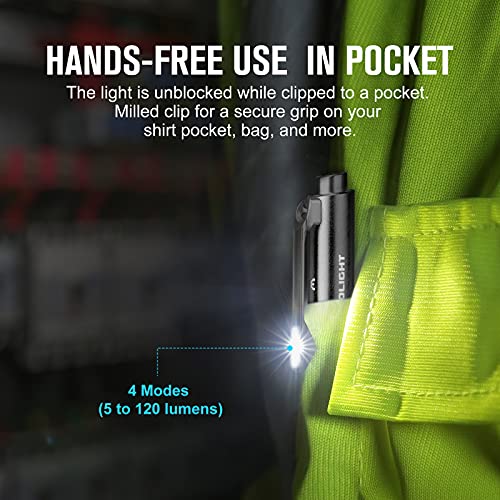 HANDS-FREE USE IN POCKET
The light is unblocked while clipped to a pocket.
Milled clip for a secure grip on your
shirt pocket, bag, and more.
OLIGHT
4 Modes
(5 to 120 lumens)